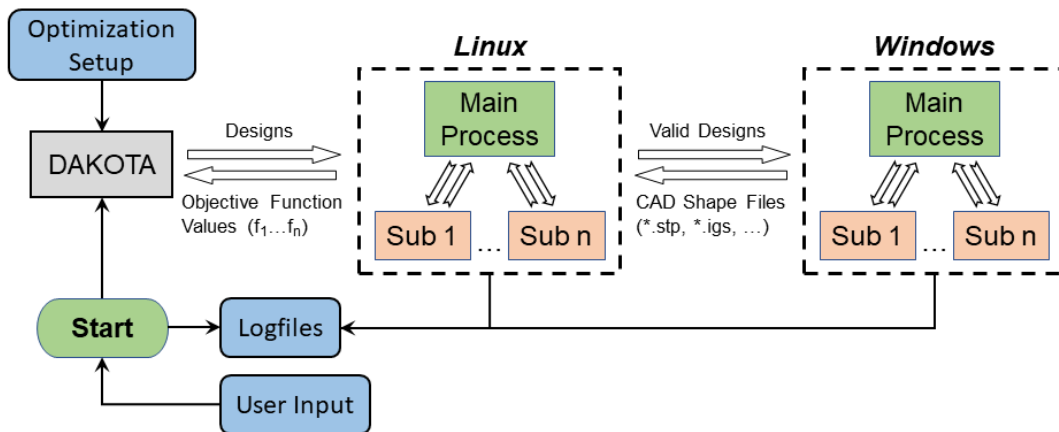 Optimization
Setup
DAKOTA
Designs
Objective Function
Values (f₁...fₙ)
Linux
Main
Process
Sub 1
...
Sub n
Valid Designs
CAD Shape Files
(*.stp, *.igs, ...)
Windows
Main
Process
Sub 1
...
Sub n
Start
Logfiles
User Input